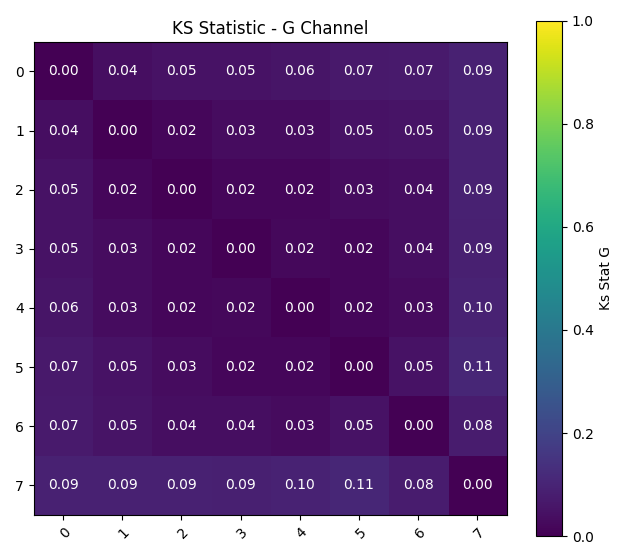 KS Statistic - G Channel
0 0.00 0.04 0.05 0.05 0.06 0.07 0.07 0.09
1 0.04 0.00 0.02 0.03 0.03 0.05 0.05 0.09
2 0.05 0.02 0.00 0.02 0.02 0.03 0.04 0.09
3 0.05 0.03 0.02 0.00 0.02 0.02 0.04 0.09
4 0.06 0.03 0.02 0.02 0.00 0.02 0.03 0.10
5 0.07 0.05 0.03 0.02 0.02 0.00 0.05 0.11
6 0.07 0.05 0.04 0.04 0.03 0.05 0.00 0.08
7 0.09 0.09 0.09 0.09 0.10 0.11 0.08 0.00
0 1 2 3 4 5 6 7
1.0
0.8
0.6
0.4
0.2
0.0
Ks Stat G